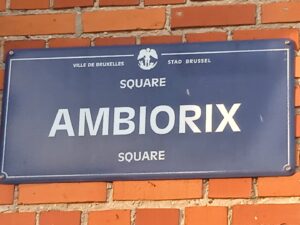 VILLE DE BRUXELLES STAD BRUSSEL
SQUARE
AMBIORIX
SQUARE